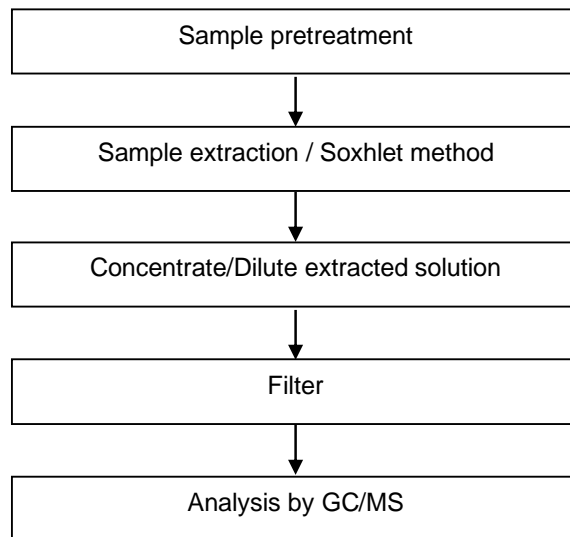 Sample pretreatment
Sample extraction / Soxhlet method
Concentrate/Dilute extracted solution
Filter
Analysis by GC/MS